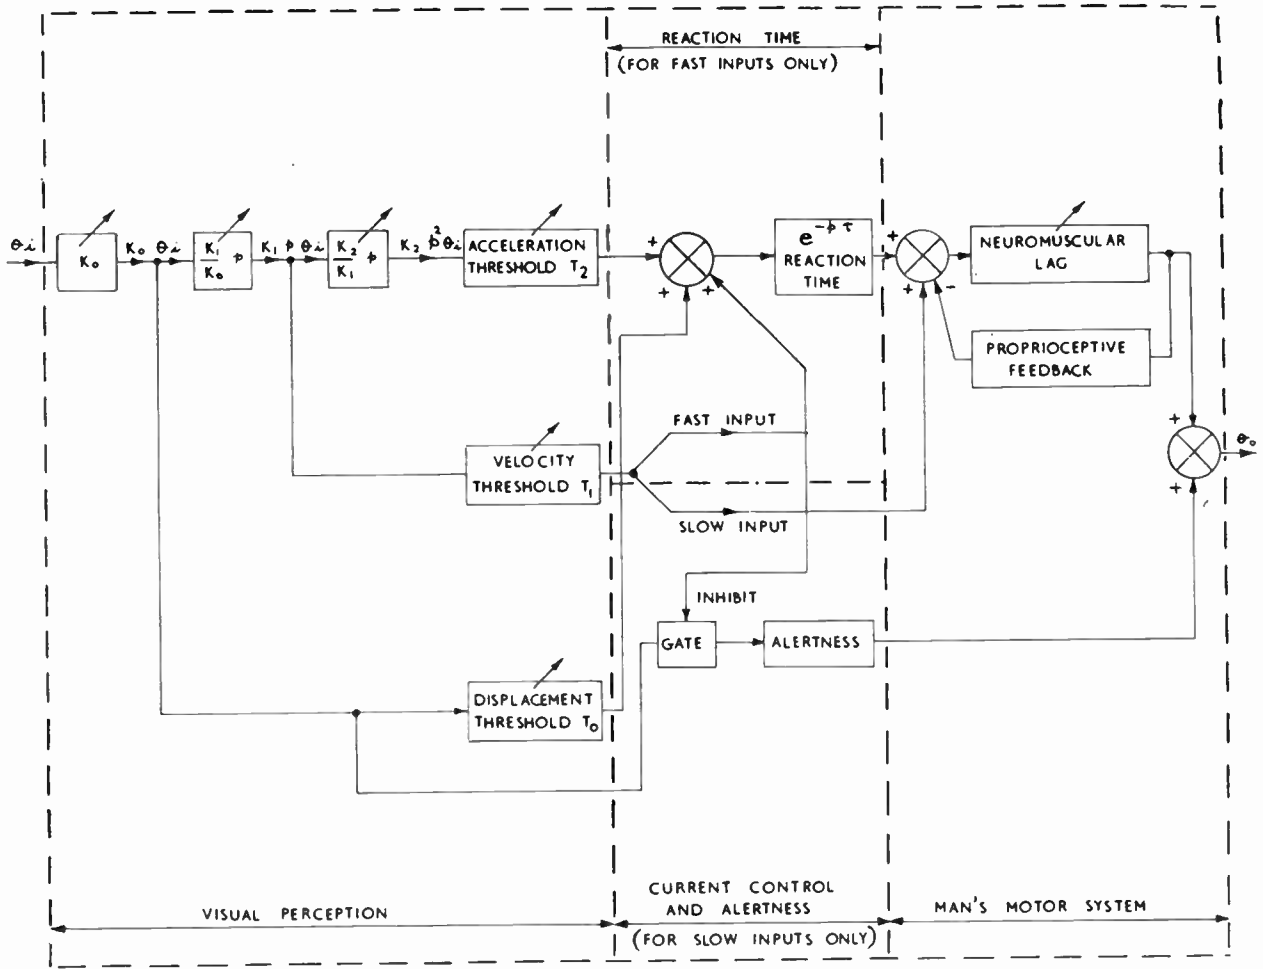 REACTION TIME
(FOR FAST INPUTS ONLY)
θi
K₀
K₀ θi
K₁/K₀ p
K₁ p θi
K₂/K₁ p
K₂ p² θi
ACCELERATION
THRESHOLD T₂
+
+
+
e^-pτ
REACTION
TIME
+
+
-
NEUROMUSCULAR
LAG
PROPRIOCEPTIVE
FEEDBACK
FAST INPUT
VELOCITY
THRESHOLD T₁
SLOW INPUT
+
+
θo
INHIBIT
GATE
ALERTNESS
DISPLACEMENT
THRESHOLD T₀
VISUAL PERCEPTION
CURRENT CONTROL
AND ALERTNESS
(FOR SLOW INPUTS ONLY)
MAN'S MOTOR SYSTEM